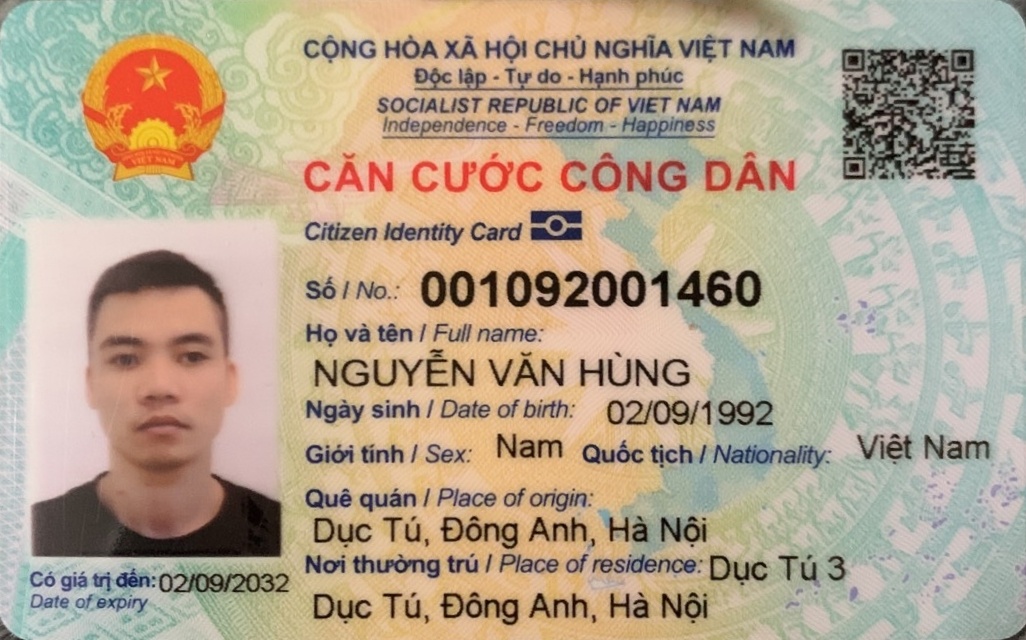 CỘNG HÒA XÃ HỘI CHỦ NGHĨA VIỆT NAM
Độc lập - Tự do - Hạnh phúc
SOCIALIST REPUBLIC OF VIET NAM
Independence - Freedom - Happiness
CĂN CƯỚC CÔNG DÂN
Citizen Identity Card
Số / No.: 001092001460
Họ và tên / Full name:
NGUYỄN VĂN HÙNG
Ngày sinh / Date of birth: 02/09/1992
Giới tính / Sex: Nam Quốc tịch / Nationality: Việt Nam
Quê quán / Place of origin:
Dục Tú, Đông Anh, Hà Nội
Nơi thường trú / Place of residence: Dục Tú 3
Dục Tú, Đông Anh, Hà Nội
Có giá trị đến: 02/09/2032
Date of expiry
VIỆT NAM